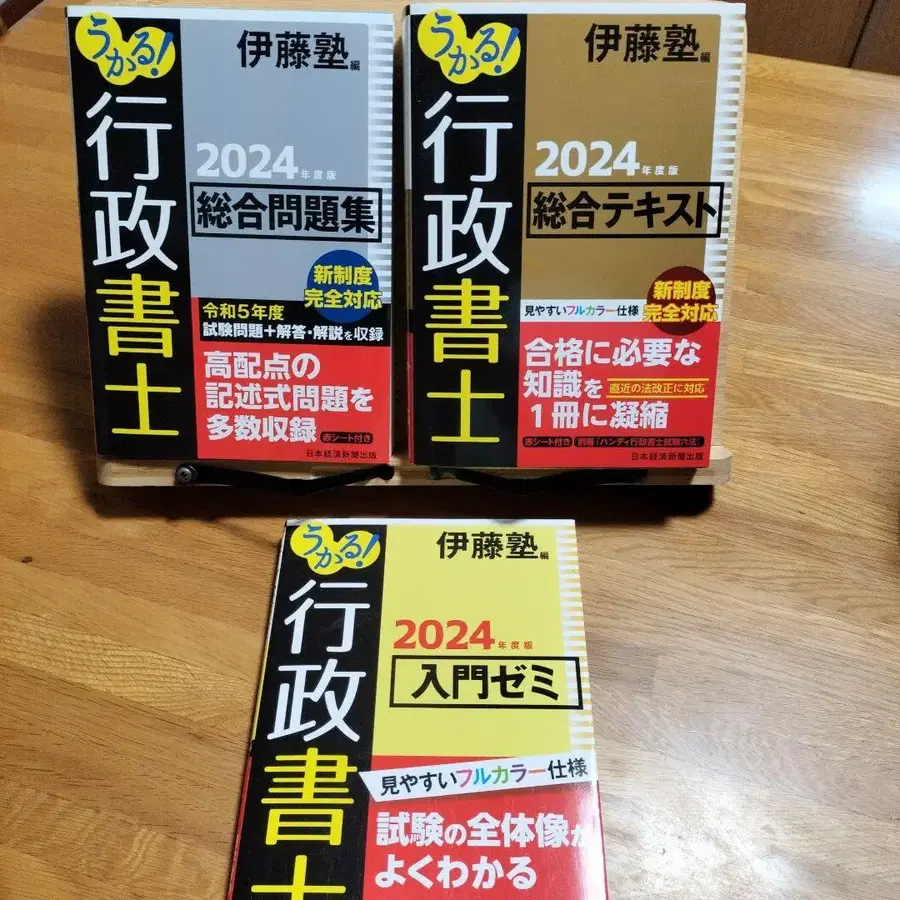 うかる!
行政書士
伊藤塾編
2024年度版
総合問題集
新制度
完全対応
令和5年度
試験問題+解答・解説を収録
高配点の
記述式問題を
多数収録
赤シート付き
日本経済新聞出版
うかる!
行政書士
伊藤塾編
2024年度版
総合テキスト
新制度
完全対応
見やすいフルカラー仕様
合格に必要な
知識を
直近の法改正に対応
1冊に凝縮
赤シート付き
別冊「ハンディ行政書士試験六法」
日本経済新聞出版
うかる!
行政書士
伊藤塾編
2024年度版
入門ゼミ
見やすいフルカラー仕様
試験の全体像が
よくわかる